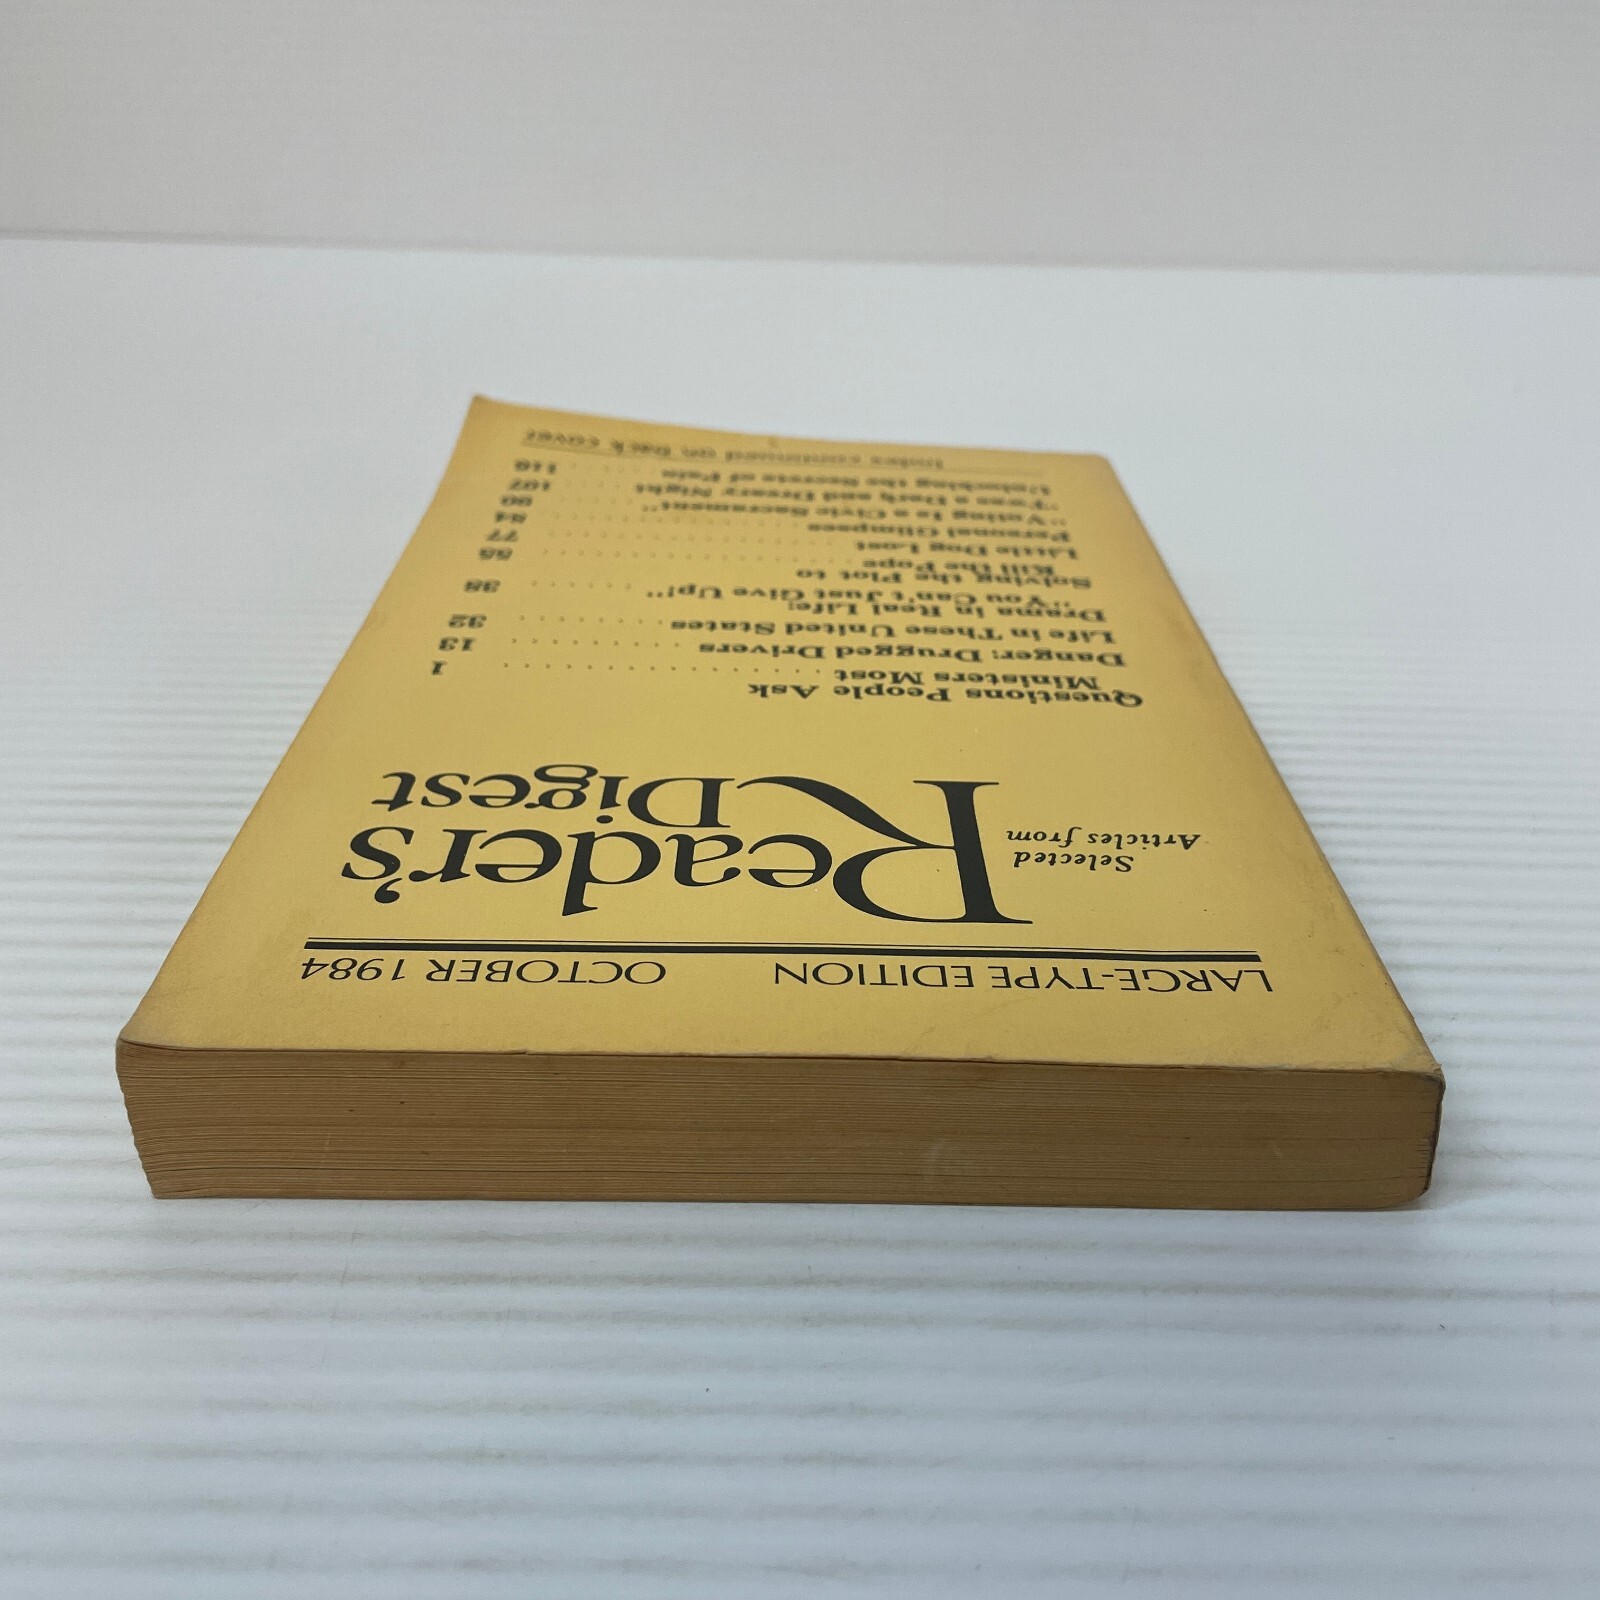 LARGE-TYPE EDITION OCTOBER 1984
Selected
Articles from
Reader's
Digest
Questions People Ask
Ministers Most . . . . . . . . . . . . . . . . . 1
Danger: Drugged Drivers . . . . . . . . 13
Life in These United States . . . . . . . . 32
Drama in Real Life:
"You Can't Just Give Up!" . . . . . . . . 38
Solving the Plot to
Kill the Pope . . . . . . . . . . . . . . . . . 55
Little Dog Lost . . . . . . . . . . . . . . . . . 77
Personal Glimpses . . . . . . . . . . . . . . 84
"Voting Is a Civic Sacrament" . . . . . . 90
'Twas a Dark and Dreary Night . . . . . 107
Unlocking the Secrets of Pain . . . . . . 116
Index continued on back cover